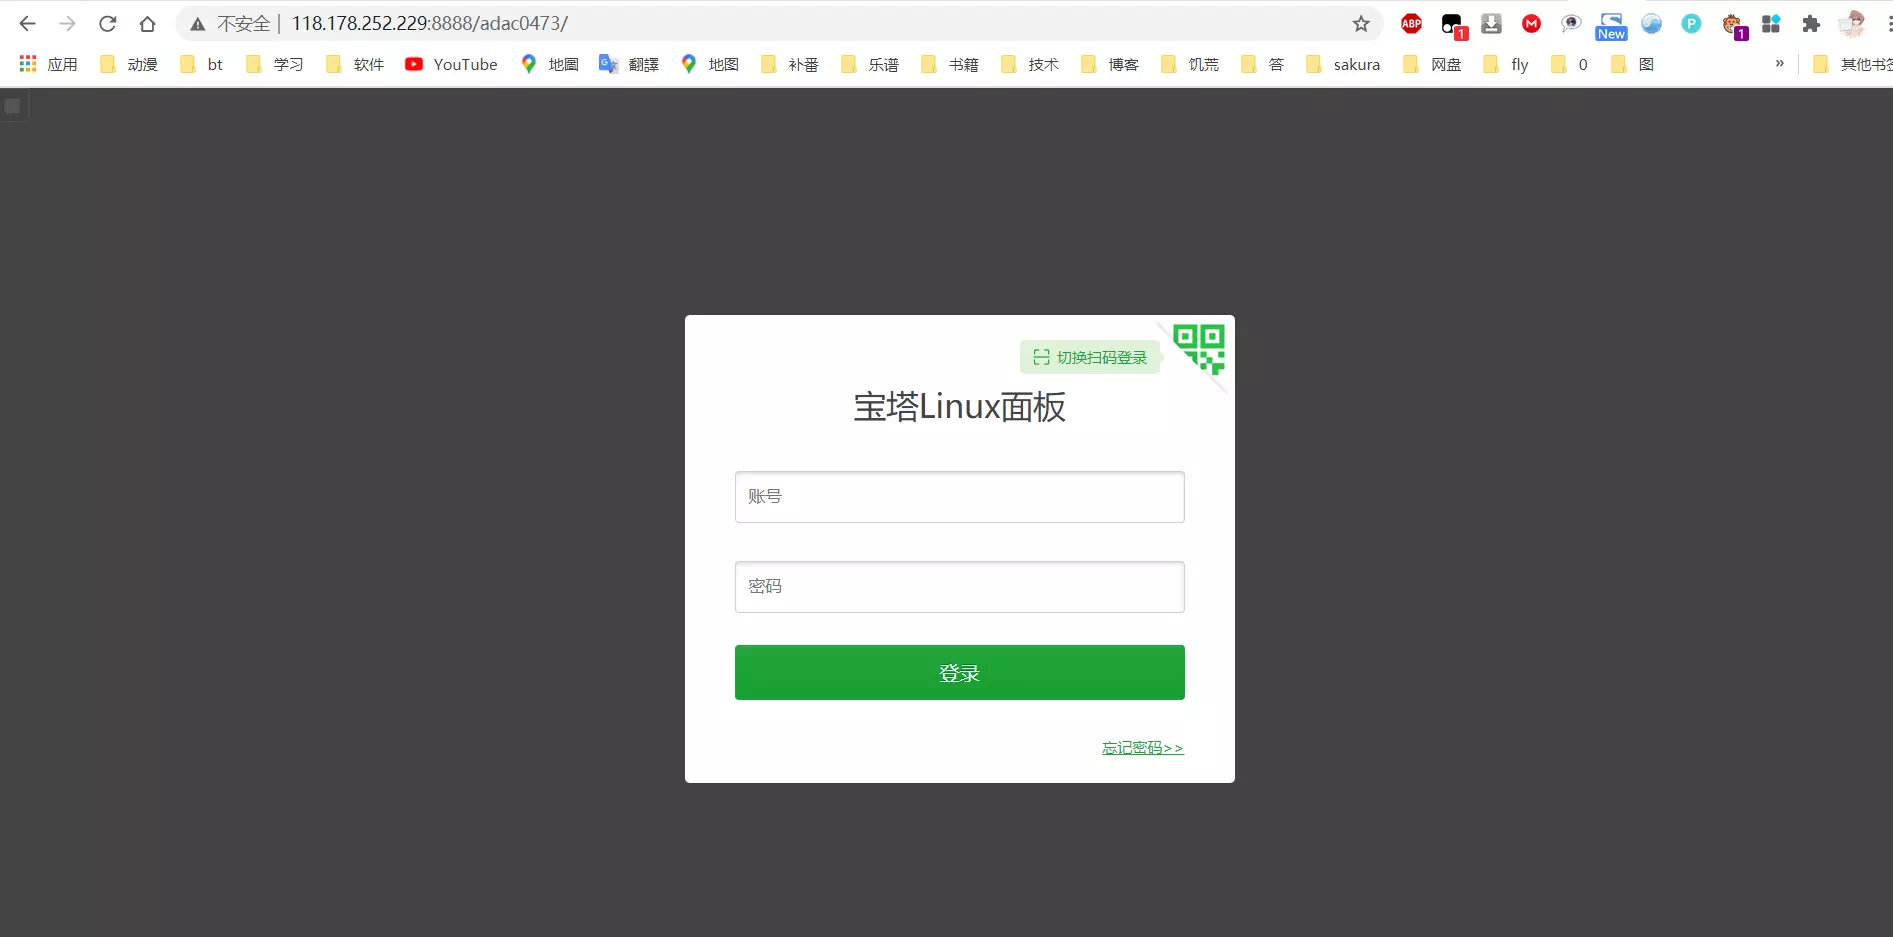 不安全 | 118.178.252.229:8888/adac0473/
ABP 1 M New P 1
应用 动漫 bt 学习 软件 YouTube 地圖 翻譯 地图 补番 乐谱 书籍 技术 博客 饥荒 答 sakura 网盘 fly 0 图 » 其他书签
切换扫码登录
宝塔Linux面板
账号
密码
登录
忘记密码>>